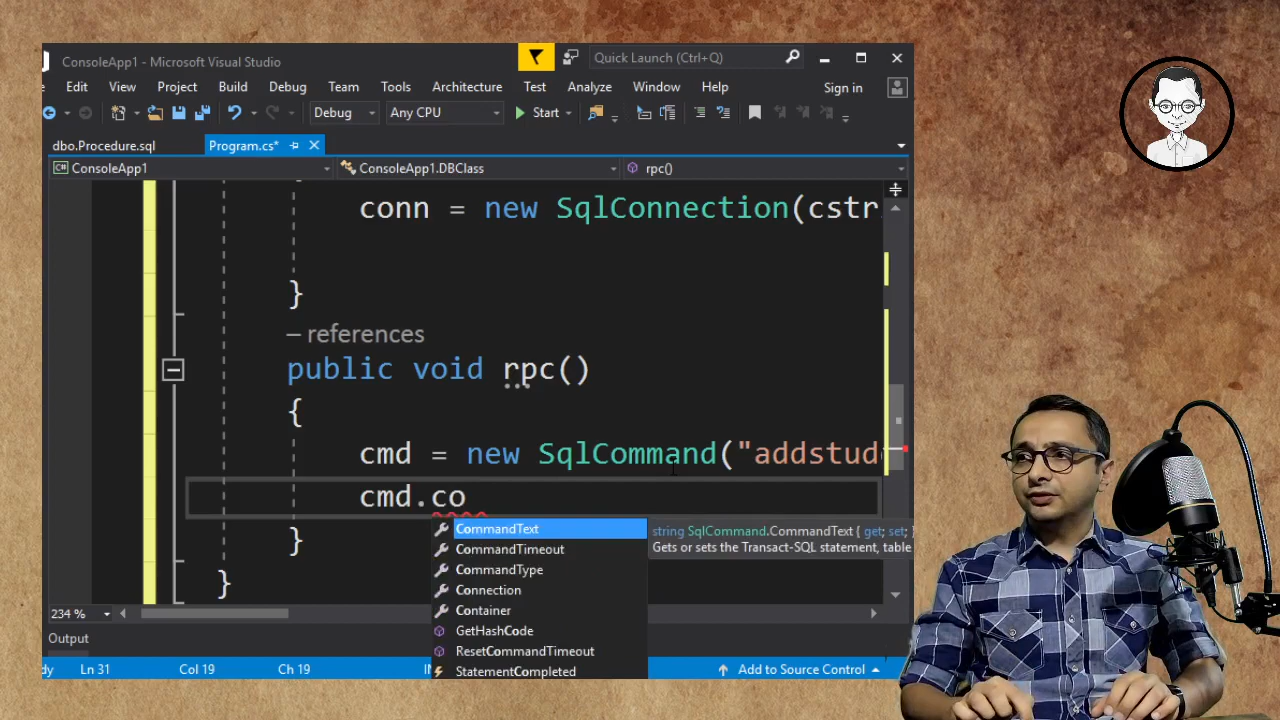 ConsoleApp1 - Microsoft Visual Studio
Quick Launch (Ctrl+Q)
Edit View Project Build Debug Team Tools Architecture Test Analyze Window Help Sign in
Debug Any CPU Start
dbo.Procedure.sql Program.cs*
ConsoleApp1 ConsoleApp1.DBClass rpc()
conn = new SqlConnection(cstr
}
– references
public void rpc()
{
cmd = new SqlCommand("addstud
cmd.co
CommandText
string SqlCommand.CommandText { get; set; }
Gets or sets the Transact-SQL statement, table
CommandTimeout
CommandType
Connection
Container
GetHashCode
ResetCommandTimeout
StatementCompleted
}
}
234 %
Output
dy Ln 31 Col 19 Ch 19 IN Add to Source Control